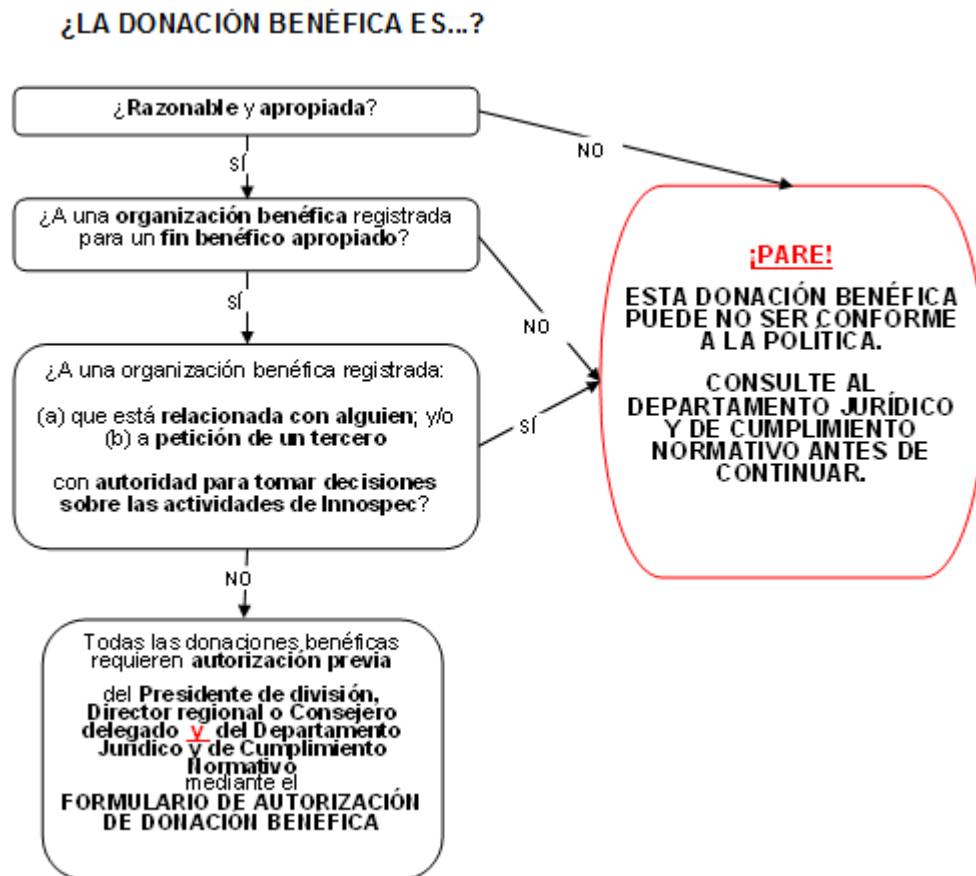 ¿LA DONACIÓN BENÉFICA ES...?
¿Razonable y apropiada?
NO
SÍ
¿A una organización benéfica registrada
para un fin benéfico apropiado?
¡PARE!
ESTA DONACIÓN BENÉFICA
PUEDE NO SER CONFORME
A LA POLÍTICA.
CONSULTE AL
DEPARTAMENTO JURÍDICO
Y DE CUMPLIMIENTO
NORMATIVO ANTES DE
CONTINUAR.
SÍ
NO
¿A una organización benéfica registrada:
(a) que está relacionada con alguien; y/o
(b) a petición de un tercero
con autoridad para tomar decisiones
sobre las actividades de Innospec?
SÍ
NO
Todas las donaciones benéficas
requieren autorización previa
del Presidente de división,
Director regional o Consejero
delegado y del Departamento
Jurídico y de Cumplimiento
Normativo
mediante el
FORMULARIO DE AUTORIZACIÓN
DE DONACIÓN BENÉFICA